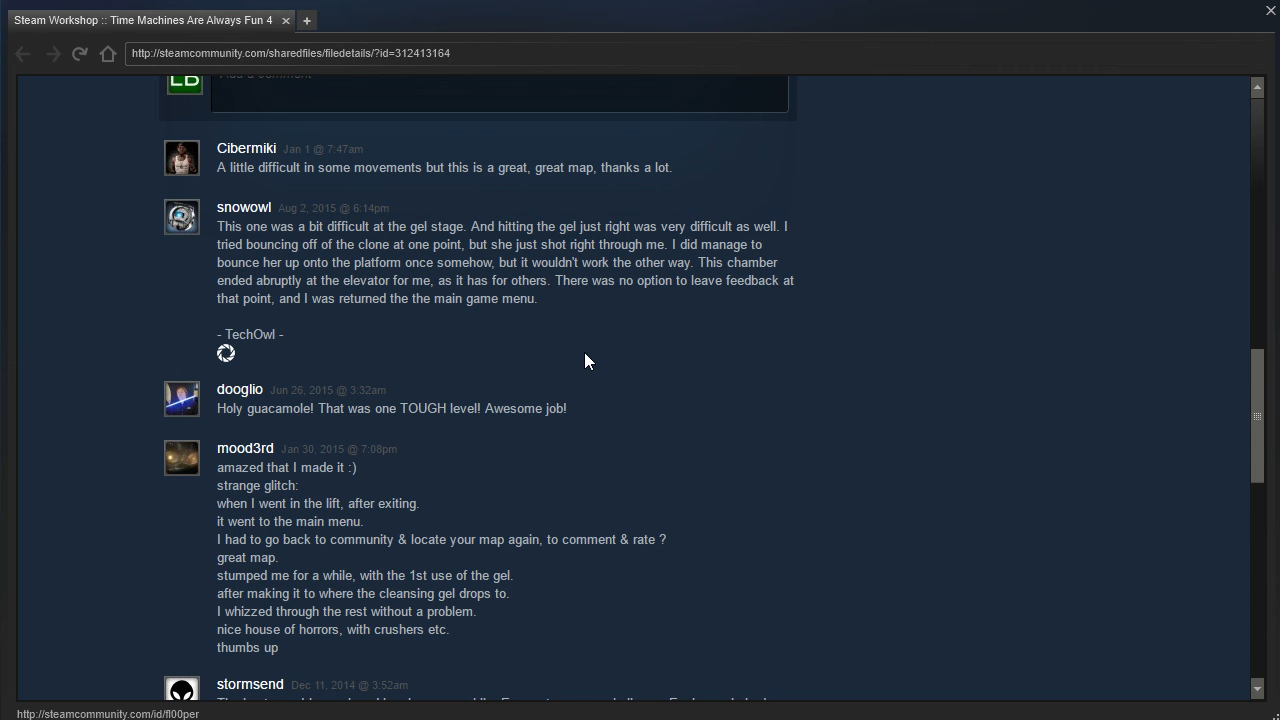 Steam Workshop :: Time Machines Are Always Fun 4
http://steamcommunity.com/sharedfiles/filedetails/?id=312413164
LB
Add a comment
Cibermiki Jan 1 @ 7:47am
A little difficult in some movements but this is a great, great map, thanks a lot.
snowowl Aug 2, 2015 @ 6:14pm
This one was a bit difficult at the gel stage. And hitting the gel just right was very difficult as well. I
tried bouncing off of the clone at one point, but she just shot right through me. I did manage to
bounce her up onto the platform once somehow, but it wouldn't work the other way. This chamber
ended abruptly at the elevator for me, as it has for others. There was no option to leave feedback at
that point, and I was returned the the main game menu.
- TechOwl -
dooglio Jun 26, 2015 @ 3:32am
Holy guacamole! That was one TOUGH level! Awesome job!
mood3rd Jan 30, 2015 @ 7:08pm
amazed that I made it :)
strange glitch:
when I went in the lift, after exiting.
it went to the main menu.
I had to go back to community & locate your map again, to comment & rate ?
great map.
stumped me for a while, with the 1st use of the gel.
after making it to where the cleansing gel drops to.
I whizzed through the rest without a problem.
nice house of horrors, with crushers etc.
thumbs up
stormsend Dec 11, 2014 @ 3:52am
http://steamcommunity.com/id/fl00per